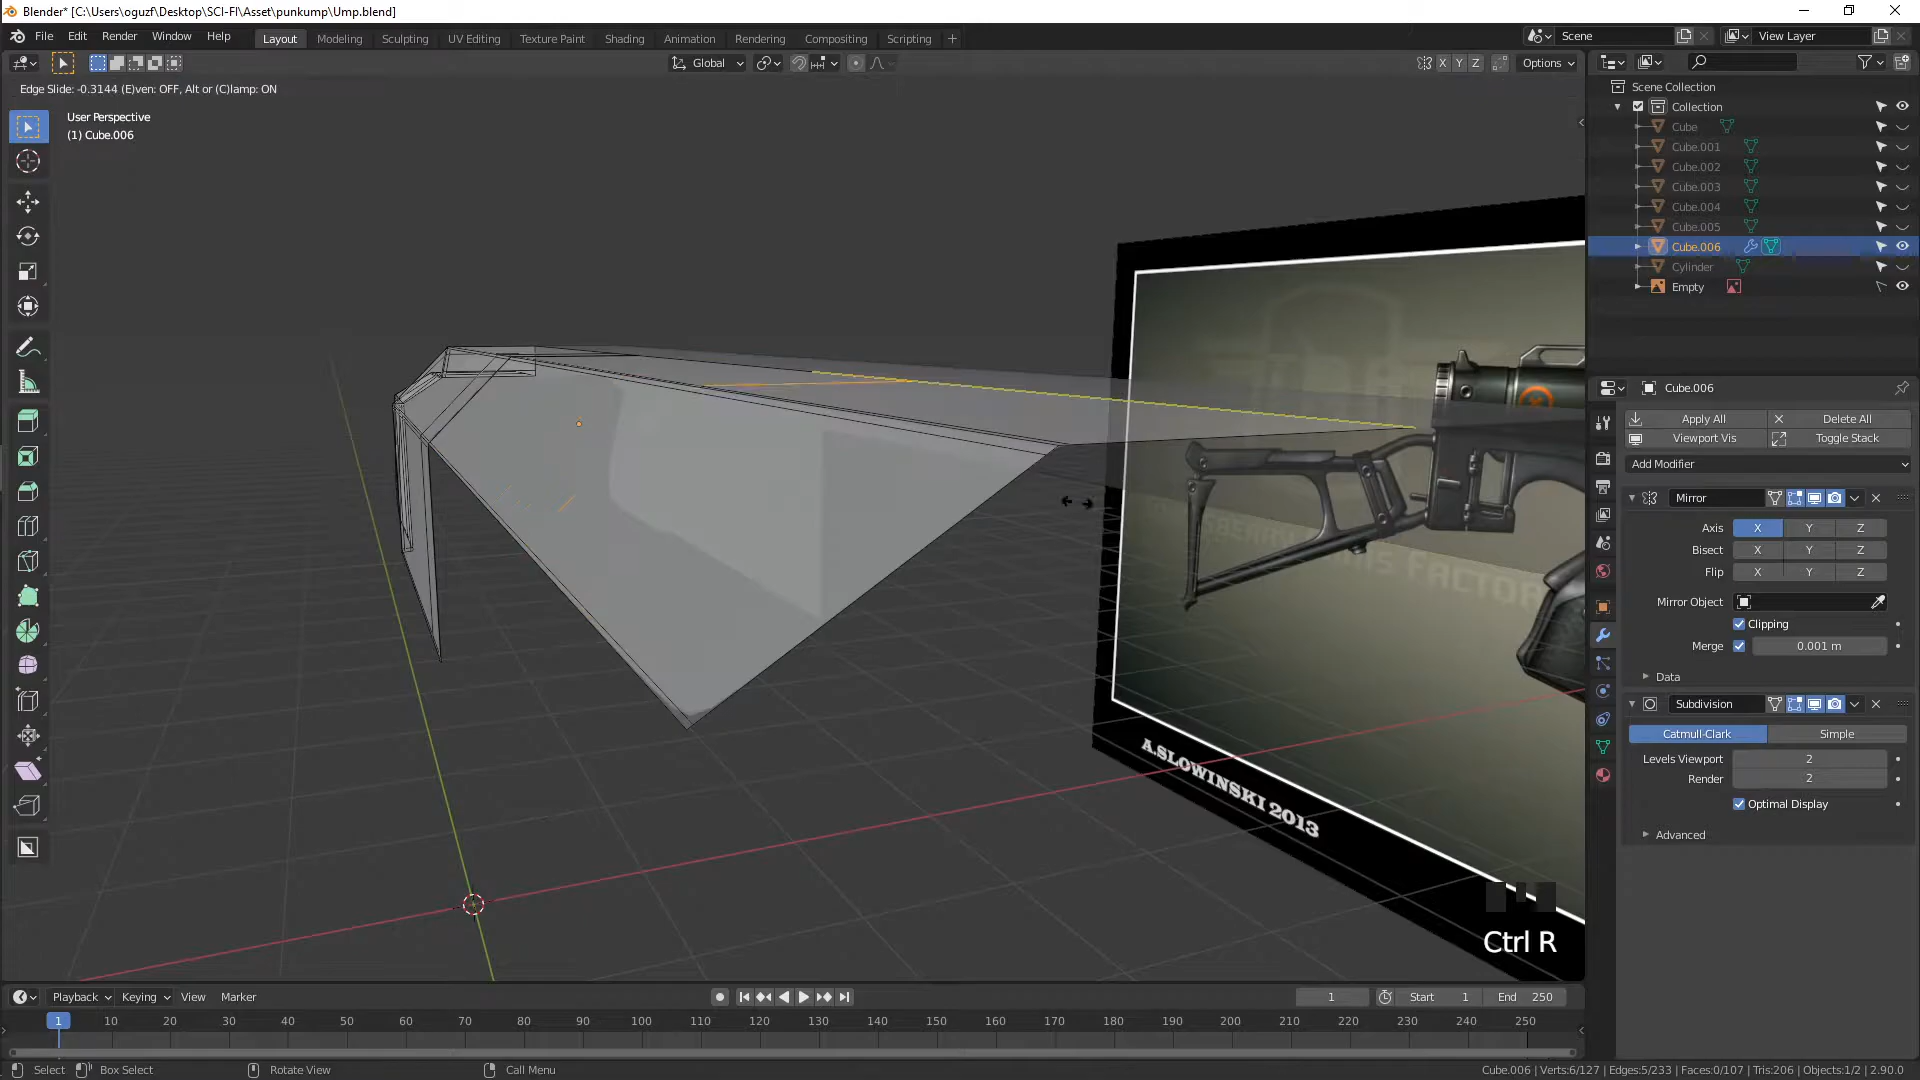 Blender* [C:\Users\oguzf\Desktop\SCI-FI\Asset\punkump\Ump.blend]
File Edit Render Window Help Layout Modeling Sculpting UV Editing Texture Paint Shading Animation Rendering Compositing Scripting + Scene View Layer
Global X Y Z Options
Edge Slide: -0.3144 (E)ven: OFF, Alt or (C)lamp: ON
User Perspective
(1) Cube.006
Scene Collection
Collection
Cube
Cube.001
Cube.002
Cube.003
Cube.004
Cube.005
Cube.006
Cylinder
Empty
Cube.006
Apply All Delete All
Viewport Vis Toggle Stack
Add Modifier
Mirror
Axis X Y Z
Bisect X Y Z
Flip X Y Z
Mirror Object
Clipping
Merge 0.001 m
Data
Subdivision
Catmull-Clark Simple
Levels Viewport 2
Render 2
Optimal Display
Advanced
A.SLOWINSKI 2013
Ctrl R
Playback Keying View Marker 1 Start 1 End 250
1 10 20 30 40 50 60 70 80 90 100 110 120 130 140 150 160 170 180 190 200 210 220 230 240 250
Select Box Select Rotate View Call Menu Cube.006 | Verts:6/127 | Edges:5/233 | Faces:0/107 | Tris:206 | Objects:1/2 | 2.90.0